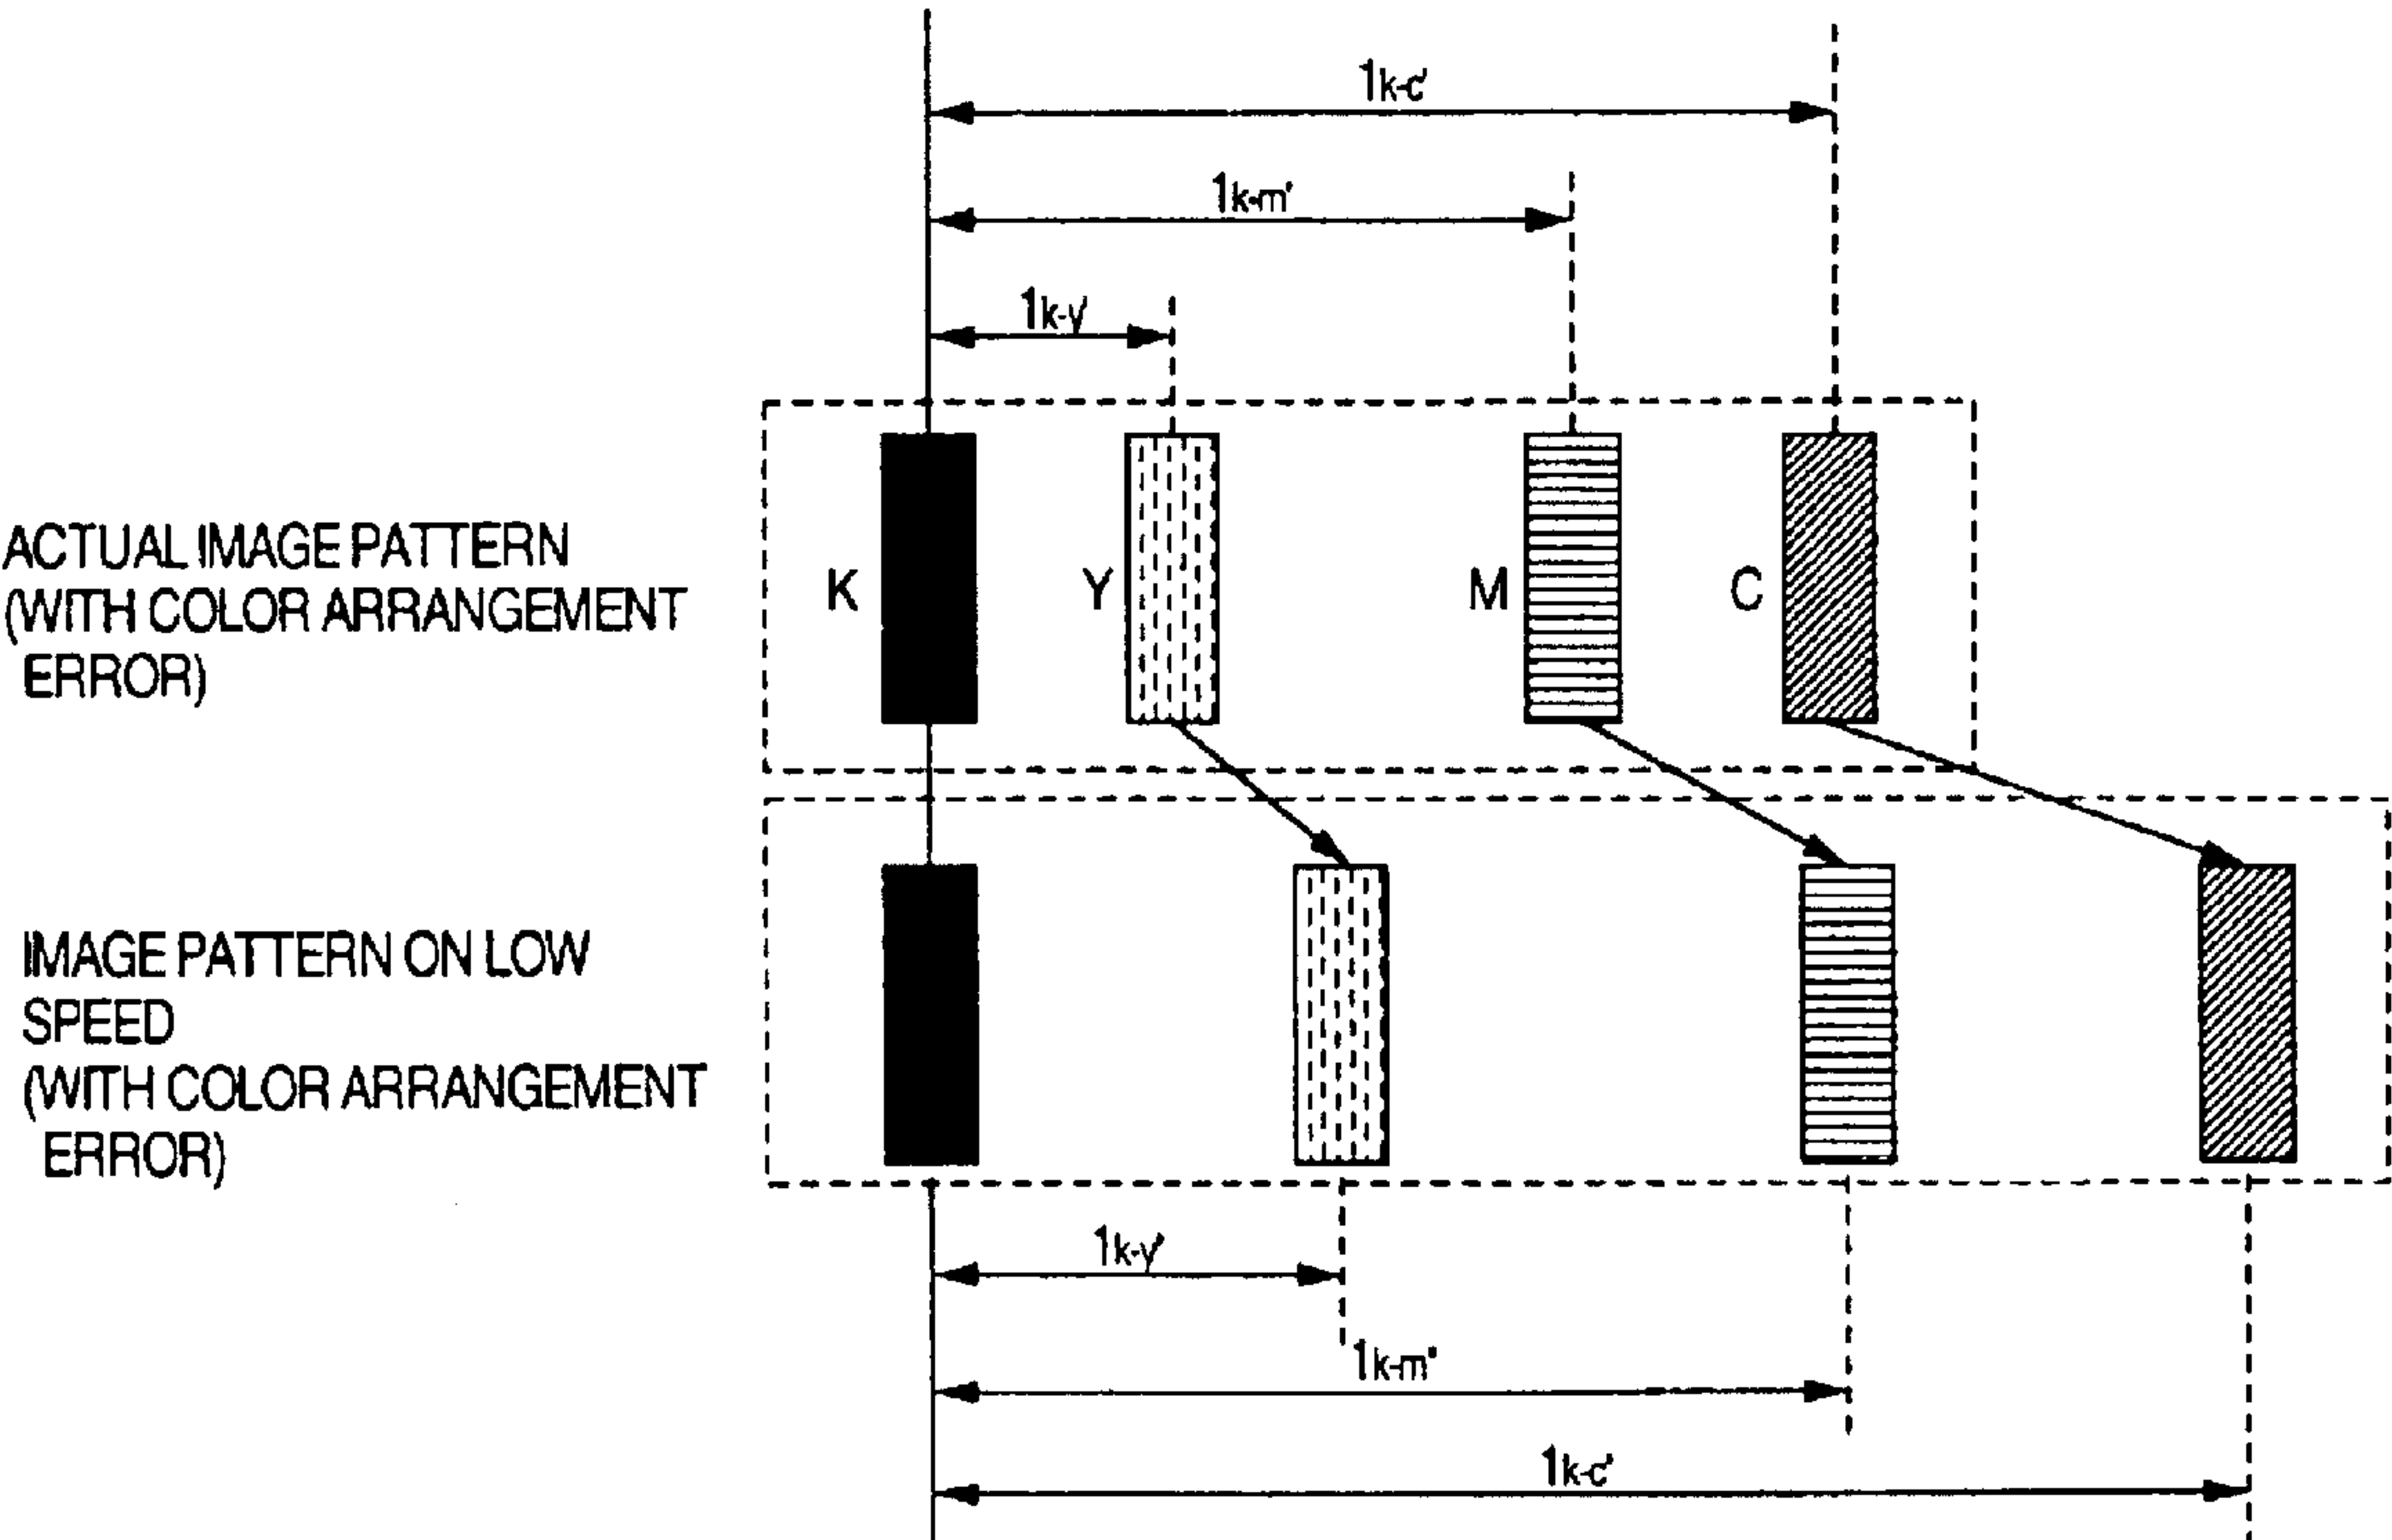 1k-c'
1k-m'
1k-y'
ACTUAL IMAGE PATTERN
(WITH COLOR ARRANGEMENT
ERROR)
K Y M C
IMAGE PATTERN ON LOW
SPEED
(WITH COLOR ARRANGEMENT
ERROR)
1k-y'
1k-m"
1k-c'